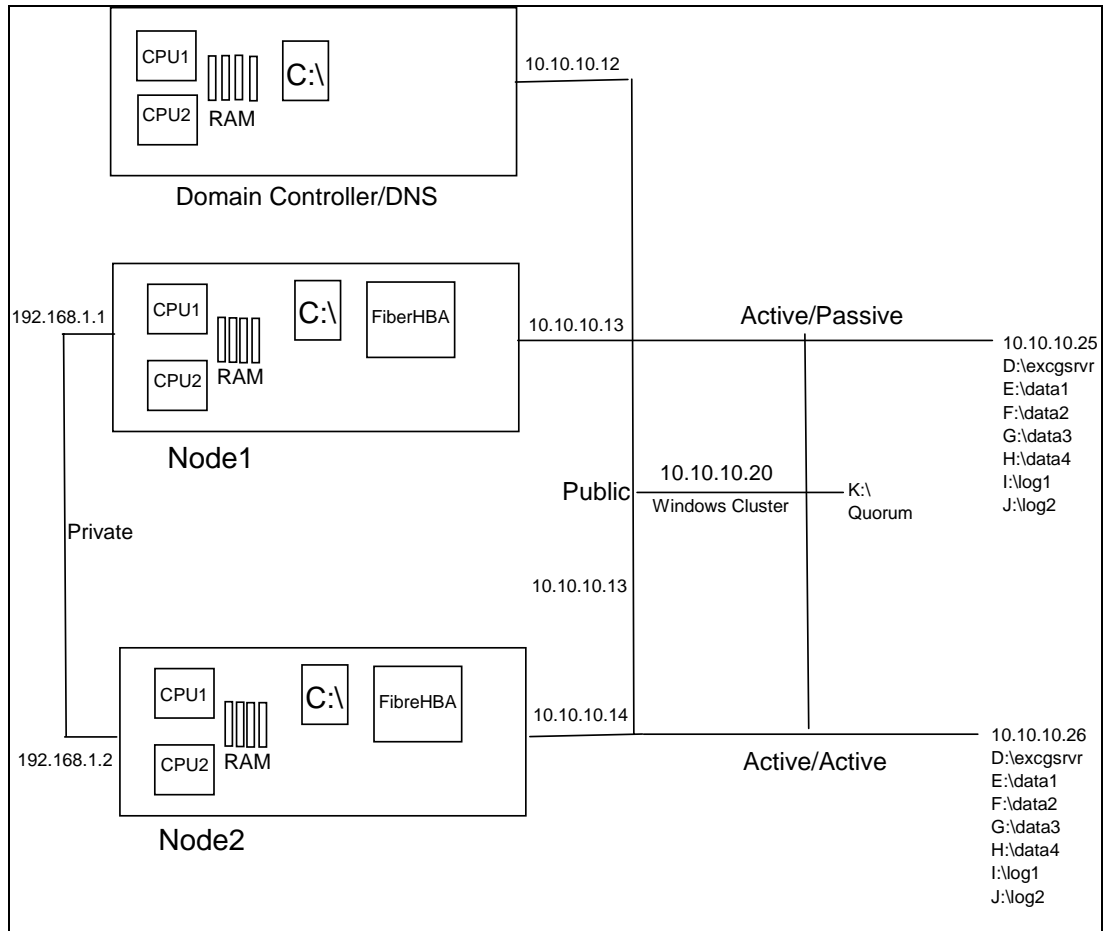 CPU1
CPU2
RAM
C:\
10.10.10.12
Domain Controller/DNS
192.168.1.1
CPU1
CPU2
RAM
C:\
FiberHBA
10.10.10.13
Node1
Active/Passive
10.10.10.25
D:\excgsrvr
E:\data1
F:\data2
G:\data3
H:\data4
I:\log1
J:\log2
Public
10.10.10.20
Windows Cluster
K:\
Quorum
Private
10.10.10.13
192.168.1.2
CPU1
CPU2
RAM
C:\
FibreHBA
10.10.10.14
Node2
Active/Active
10.10.10.26
D:\excgsrvr
E:\data1
F:\data2
G:\data3
H:\data4
I:\log1
J:\log2